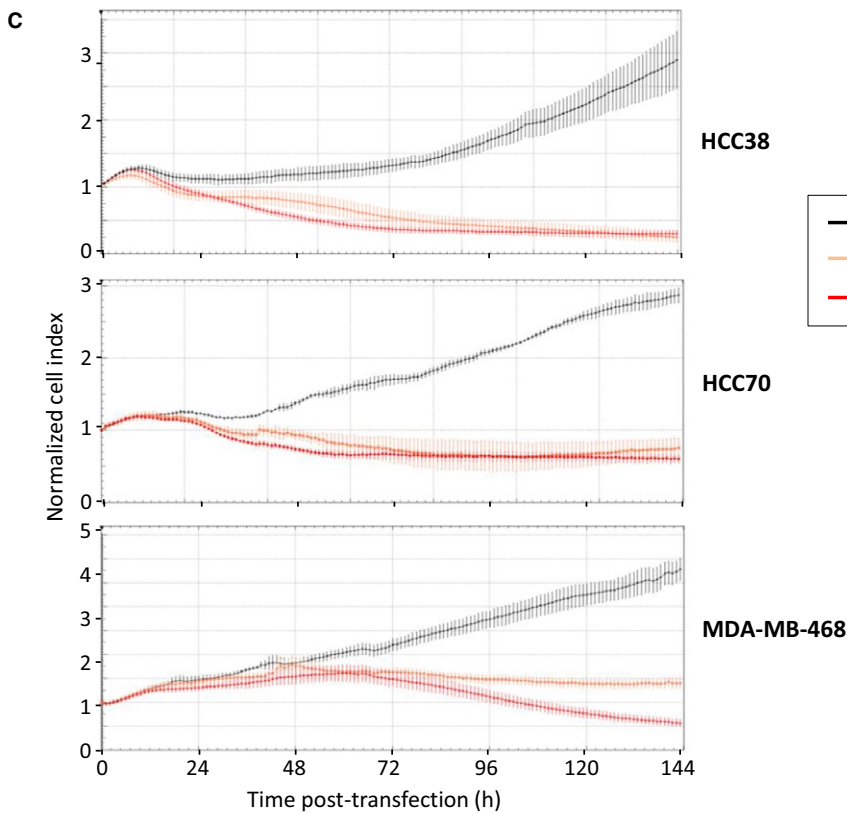 C
3
2
1
0
HCC38
3
2
1
0
HCC70
5
4
3
2
1
0
MDA-MB-468
Normalized cell index
0 24 48 72 96 120 144
Time post-transfection (h)